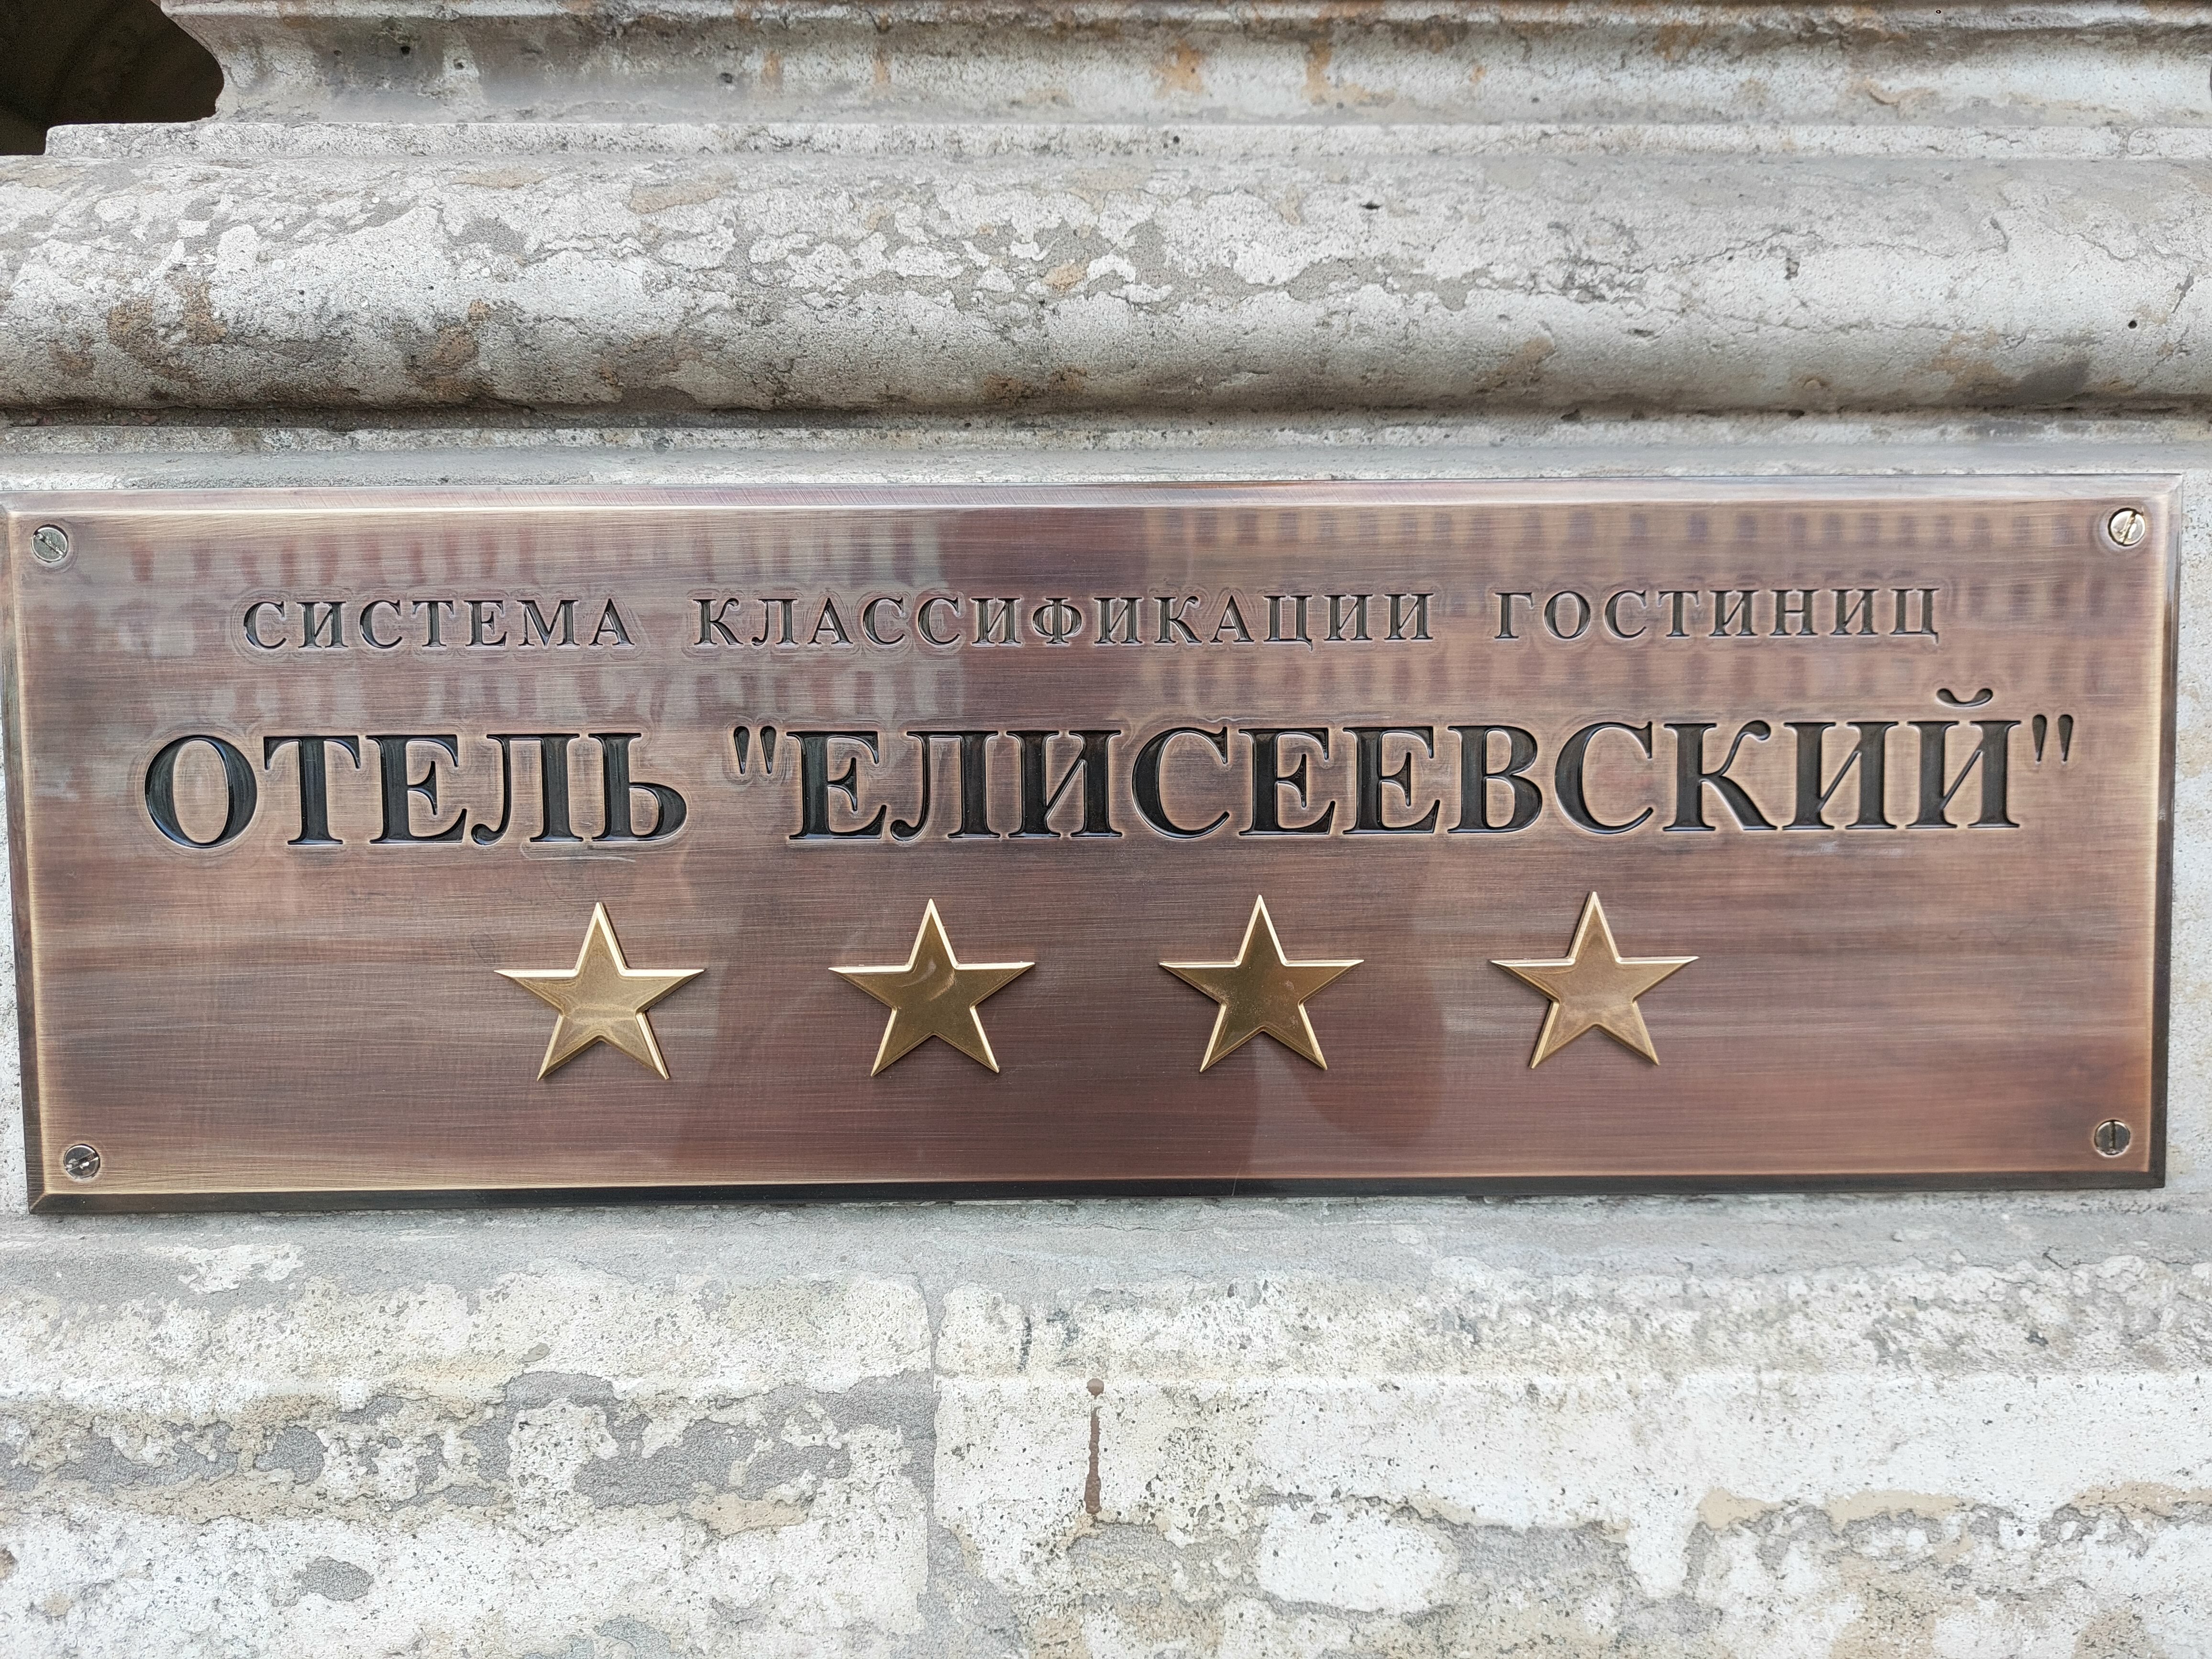 СИСТЕМА КЛАССИФИКАЦИИ ГОСТИНИЦ
ОТЕЛЬ "ЕЛИСЕЕВСКИЙ"